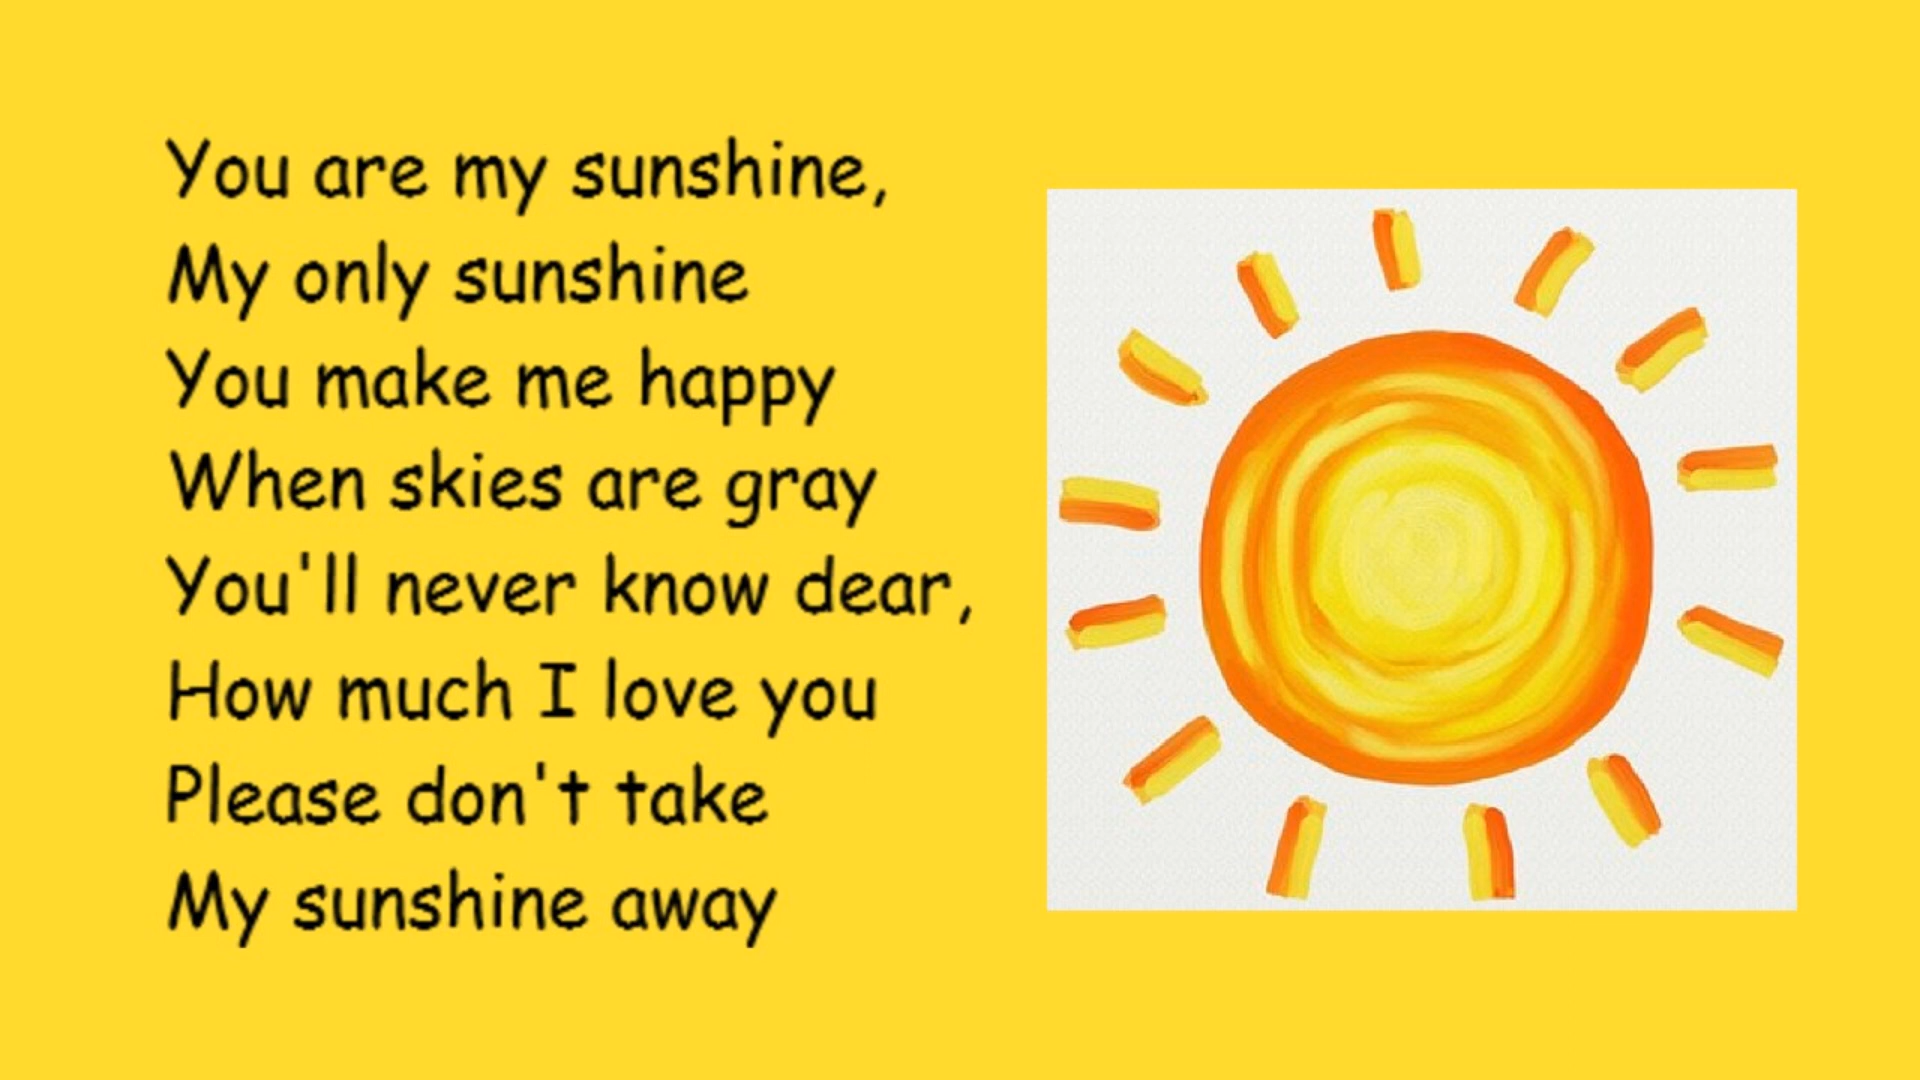 You are my sunshine,
My only sunshine
You make me happy
When skies are gray
You'll never know dear,
How much I love you
Please don't take
My sunshine away